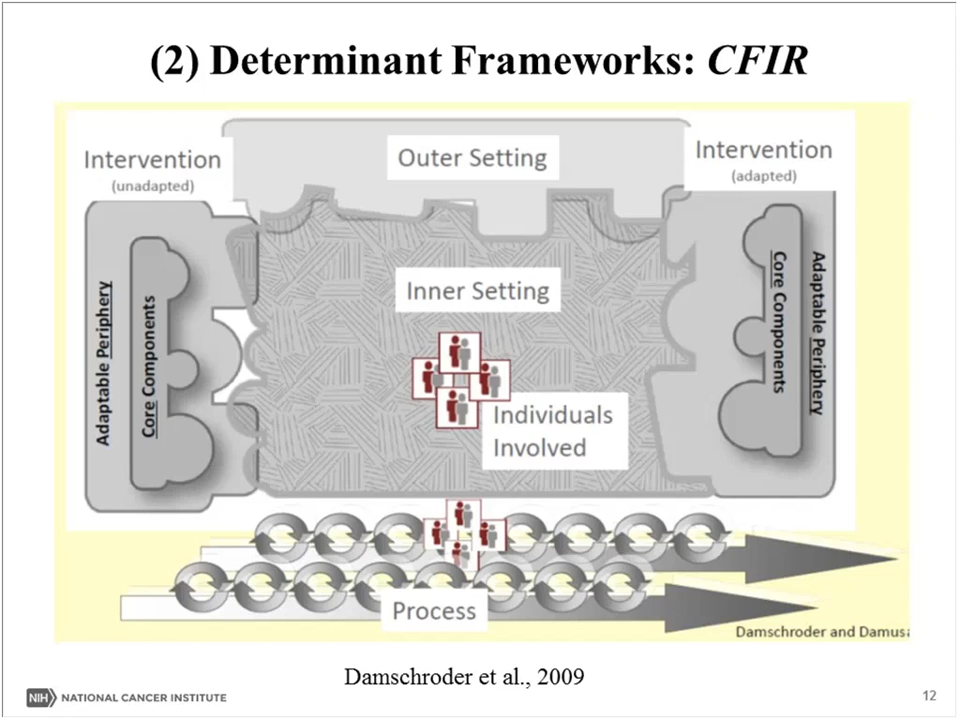 (2) Determinant Frameworks: CFIR
Intervention
(unadapted)
Outer Setting
Intervention
(adapted)
Adaptable Periphery
Core Components
Inner Setting
Individuals
Involved
Core Components
Adaptable Periphery
Process
Damschroder and Damus
Damschroder et al., 2009
NIH NATIONAL CANCER INSTITUTE
12